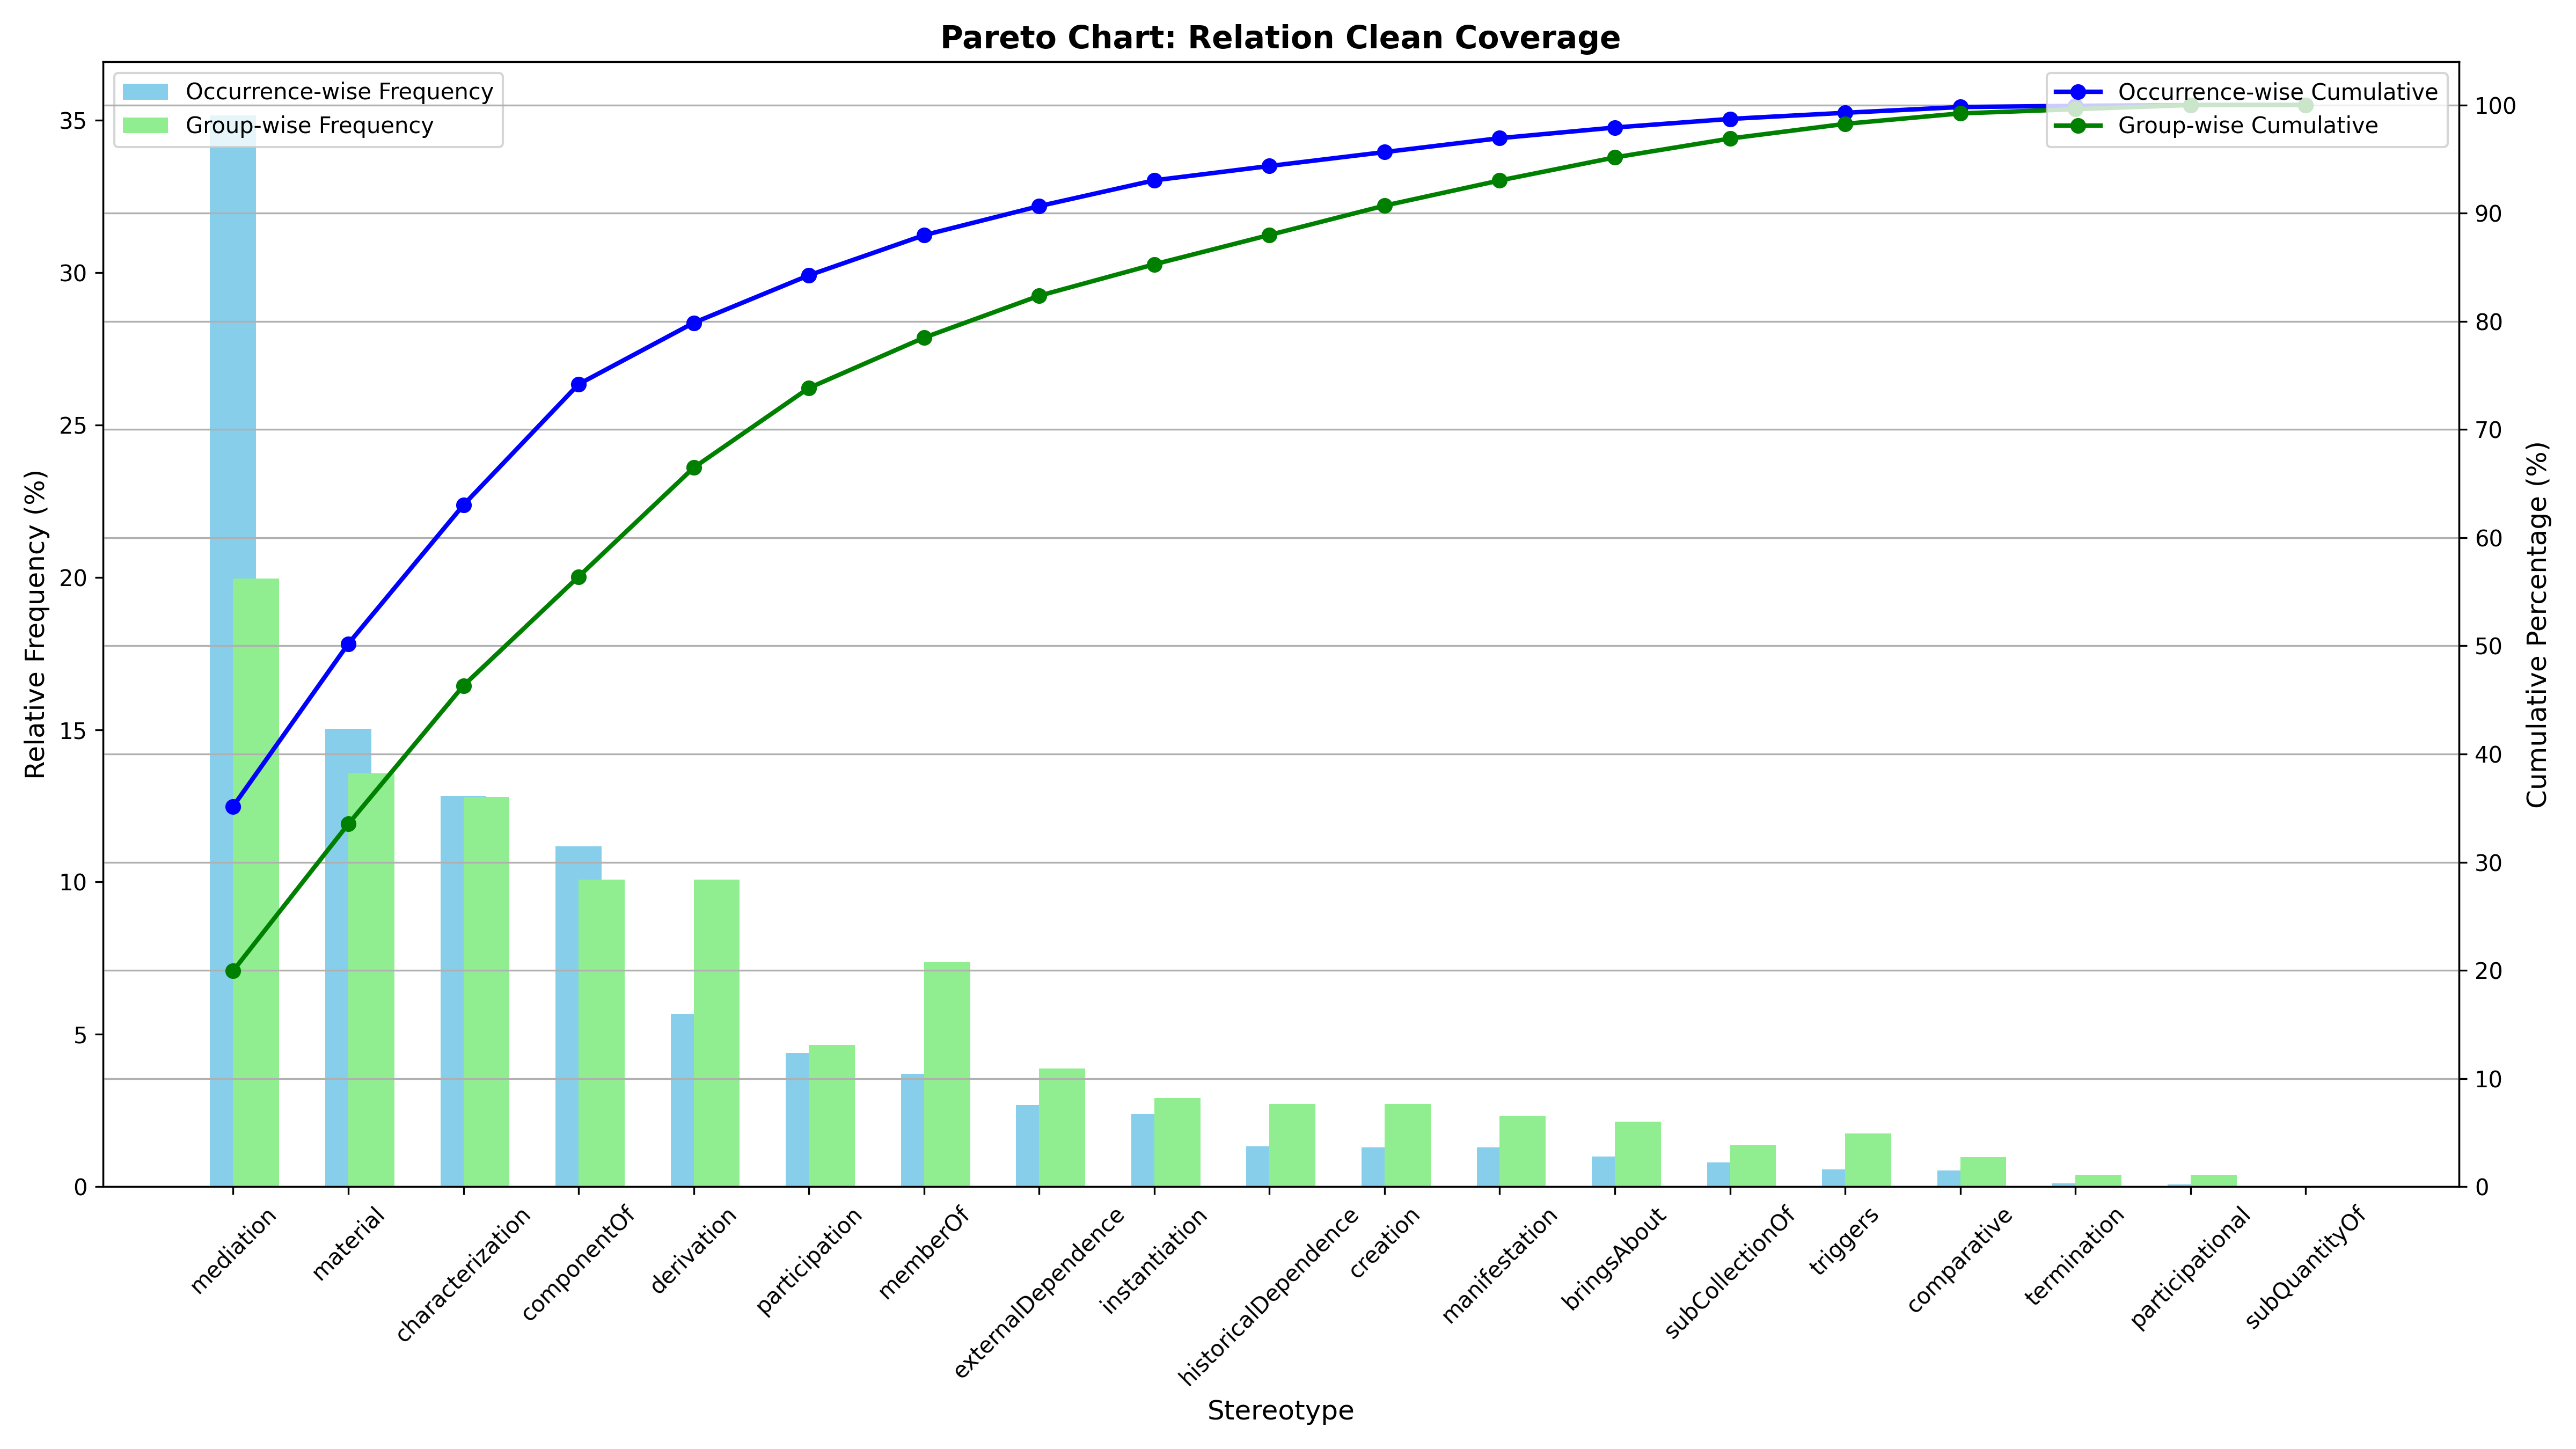 Pareto Chart: Relation Clean Coverage
Occurrence-wise Frequency
Group-wise Frequency
Occurrence-wise Cumulative
Group-wise Cumulative
Relative Frequency (%)
35
30
25
20
15
10
5
0
Cumulative Percentage (%)
100
90
80
70
60
50
40
30
20
10
0
mediation
material
characterization
componentOf
derivation
participation
memberOf
externalDependence
instantiation
historicalDependence
creation
manifestation
bringsAbout
subCollectionOf
triggers
comparative
termination
participational
subQuantityOf
Stereotype